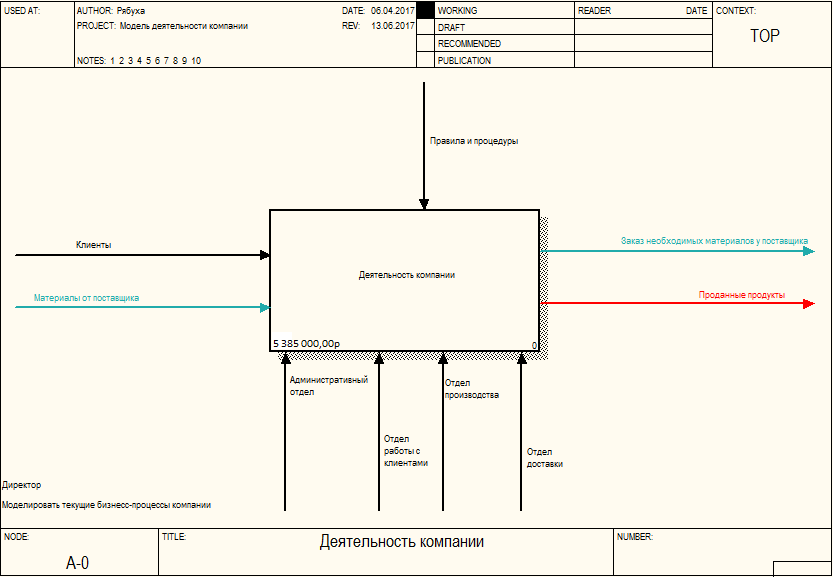 USED AT:
AUTHOR: Рябуха
DATE: 06.04.2017
WORKING
READER
DATE
CONTEXT:
PROJECT: Модель деятельности компании
REV: 13.06.2017
DRAFT
TOP
RECOMMENDED
NOTES: 1 2 3 4 5 6 7 8 9 10
PUBLICATION
Правила и процедуры
Клиенты
Заказ необходимых материалов у поставщика
Деятельность компании
Материалы от поставщика
Проданные продукты
5 385 000,00р
0
Административный
отдел
Отдел
производства
Отдел
работы с
клиентами
Отдел
доставки
Директор
Моделировать текущие бизнес-процессы компании
NODE:
TITLE:
Деятельность компании
NUMBER:
A-0